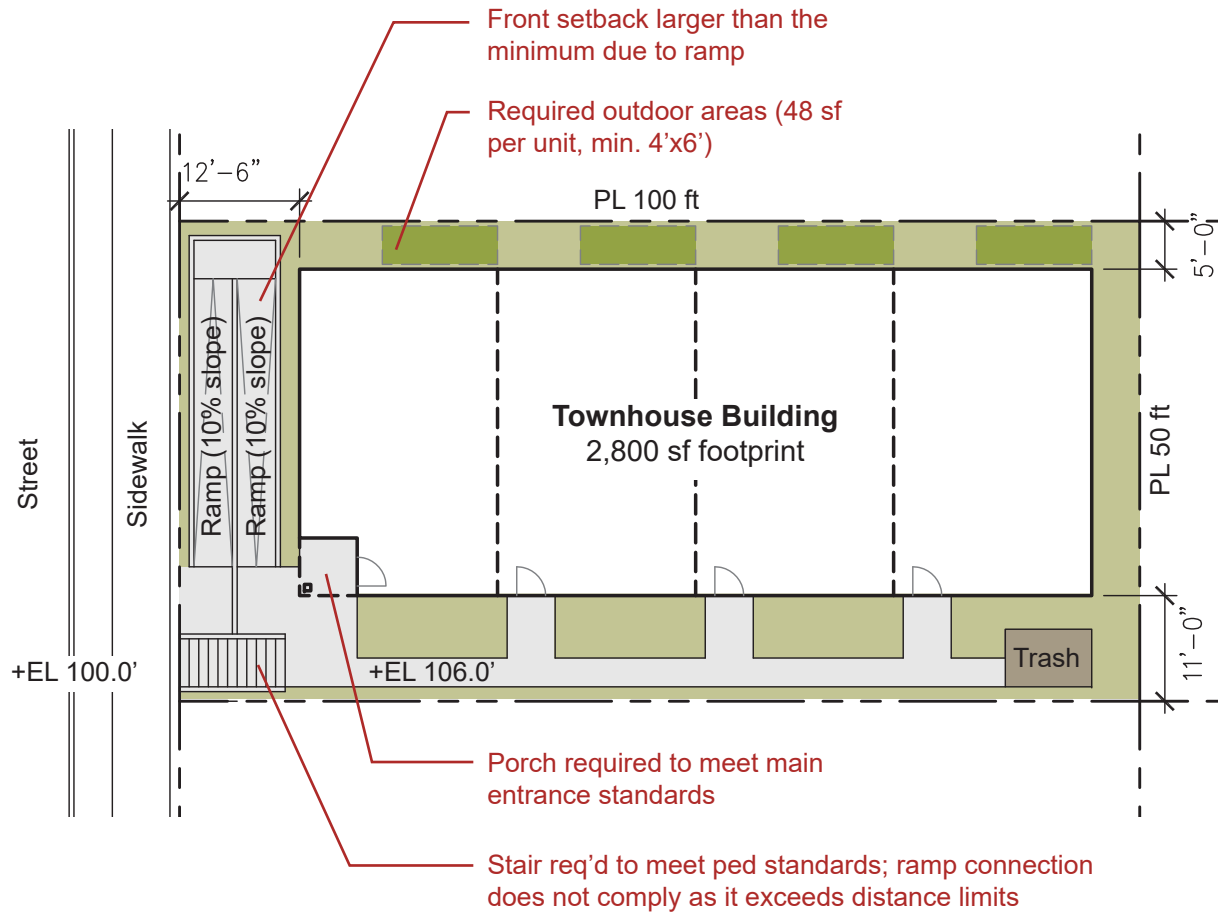 Front setback larger than the
minimum due to ramp
Required outdoor areas (48 sf
per unit, min. 4’x6’)
12’–6”
PL 100 ft
5’–0”
Ramp (10% slope)
Ramp (10% slope)
Townhouse Building
2,800 sf footprint
Street
Sidewalk
PL 50 ft
+EL 100.0’
+EL 106.0’
Trash
11’–0”
Porch required to meet main
entrance standards
Stair req’d to meet ped standards; ramp connection
does not comply as it exceeds distance limits